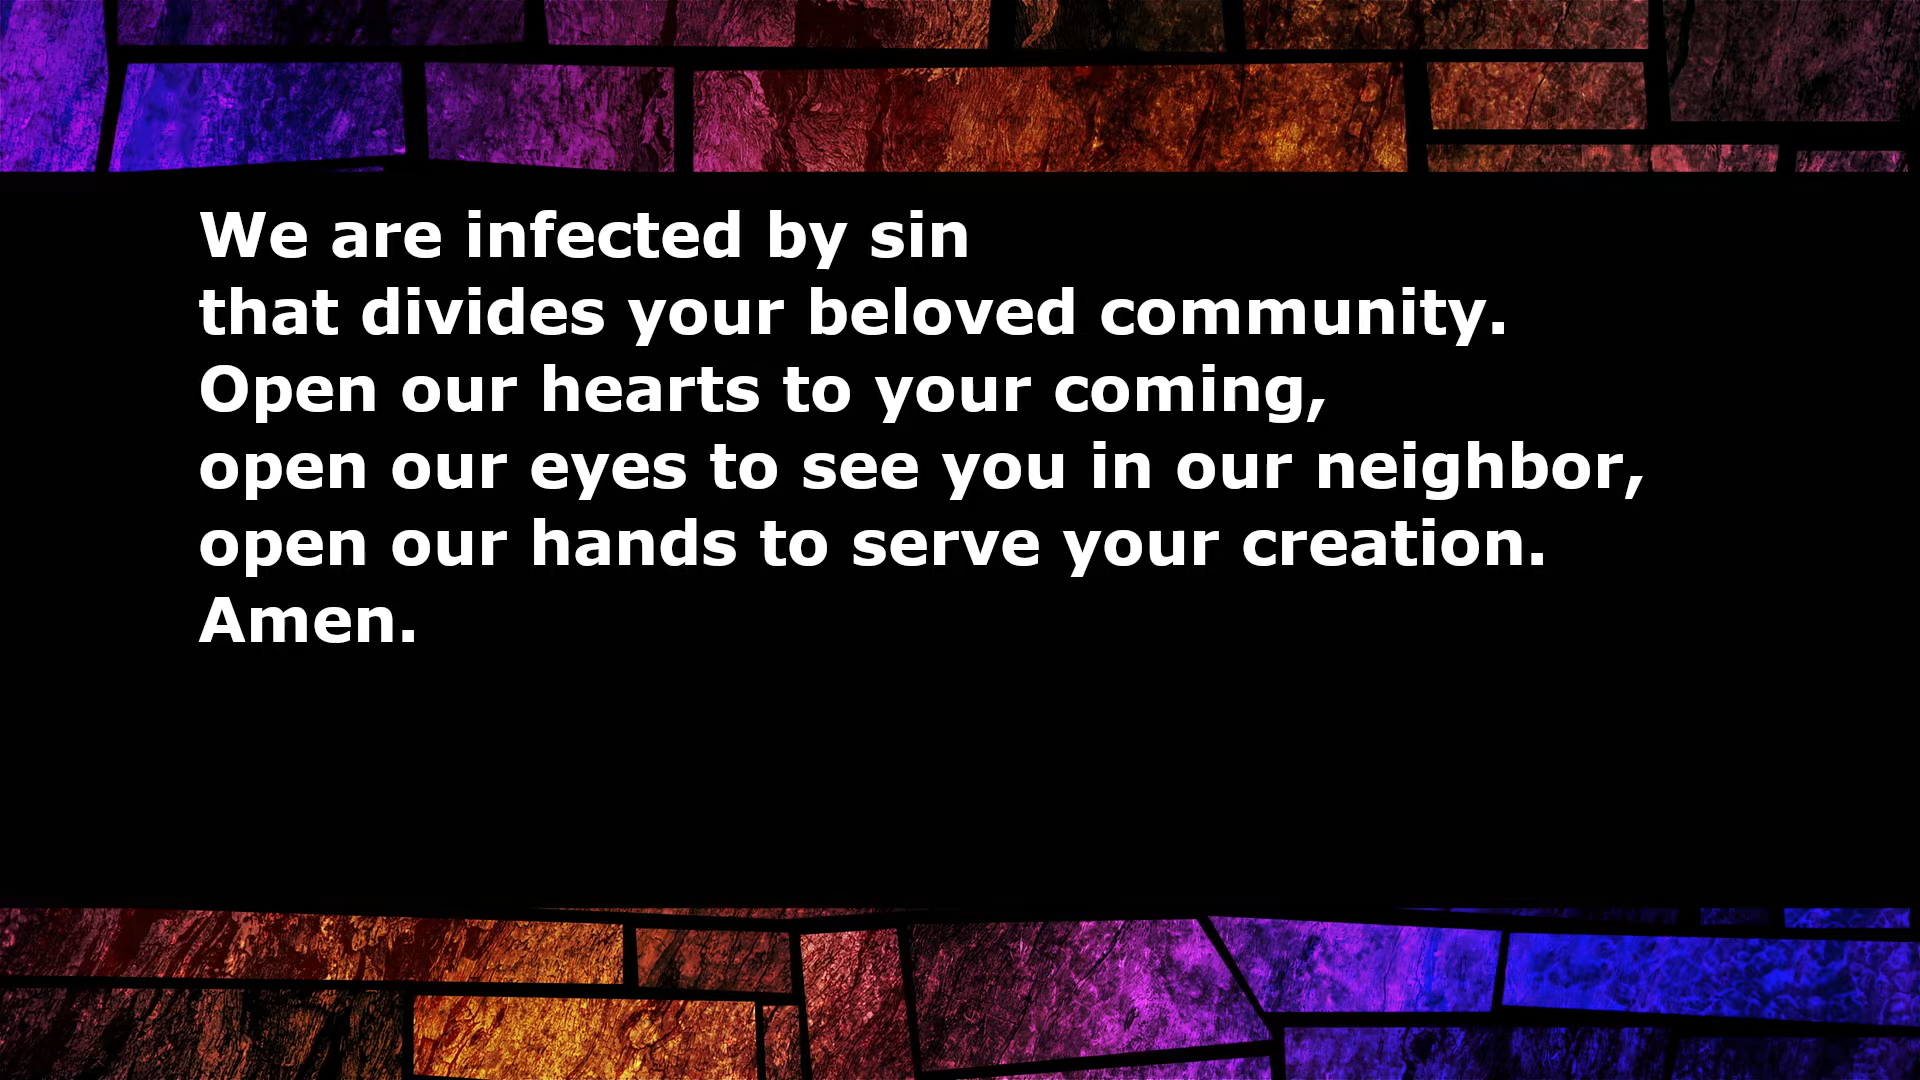 We are infected by sin
that divides your beloved community.
Open our hearts to your coming,
open our eyes to see you in our neighbor,
open our hands to serve your creation.
Amen.